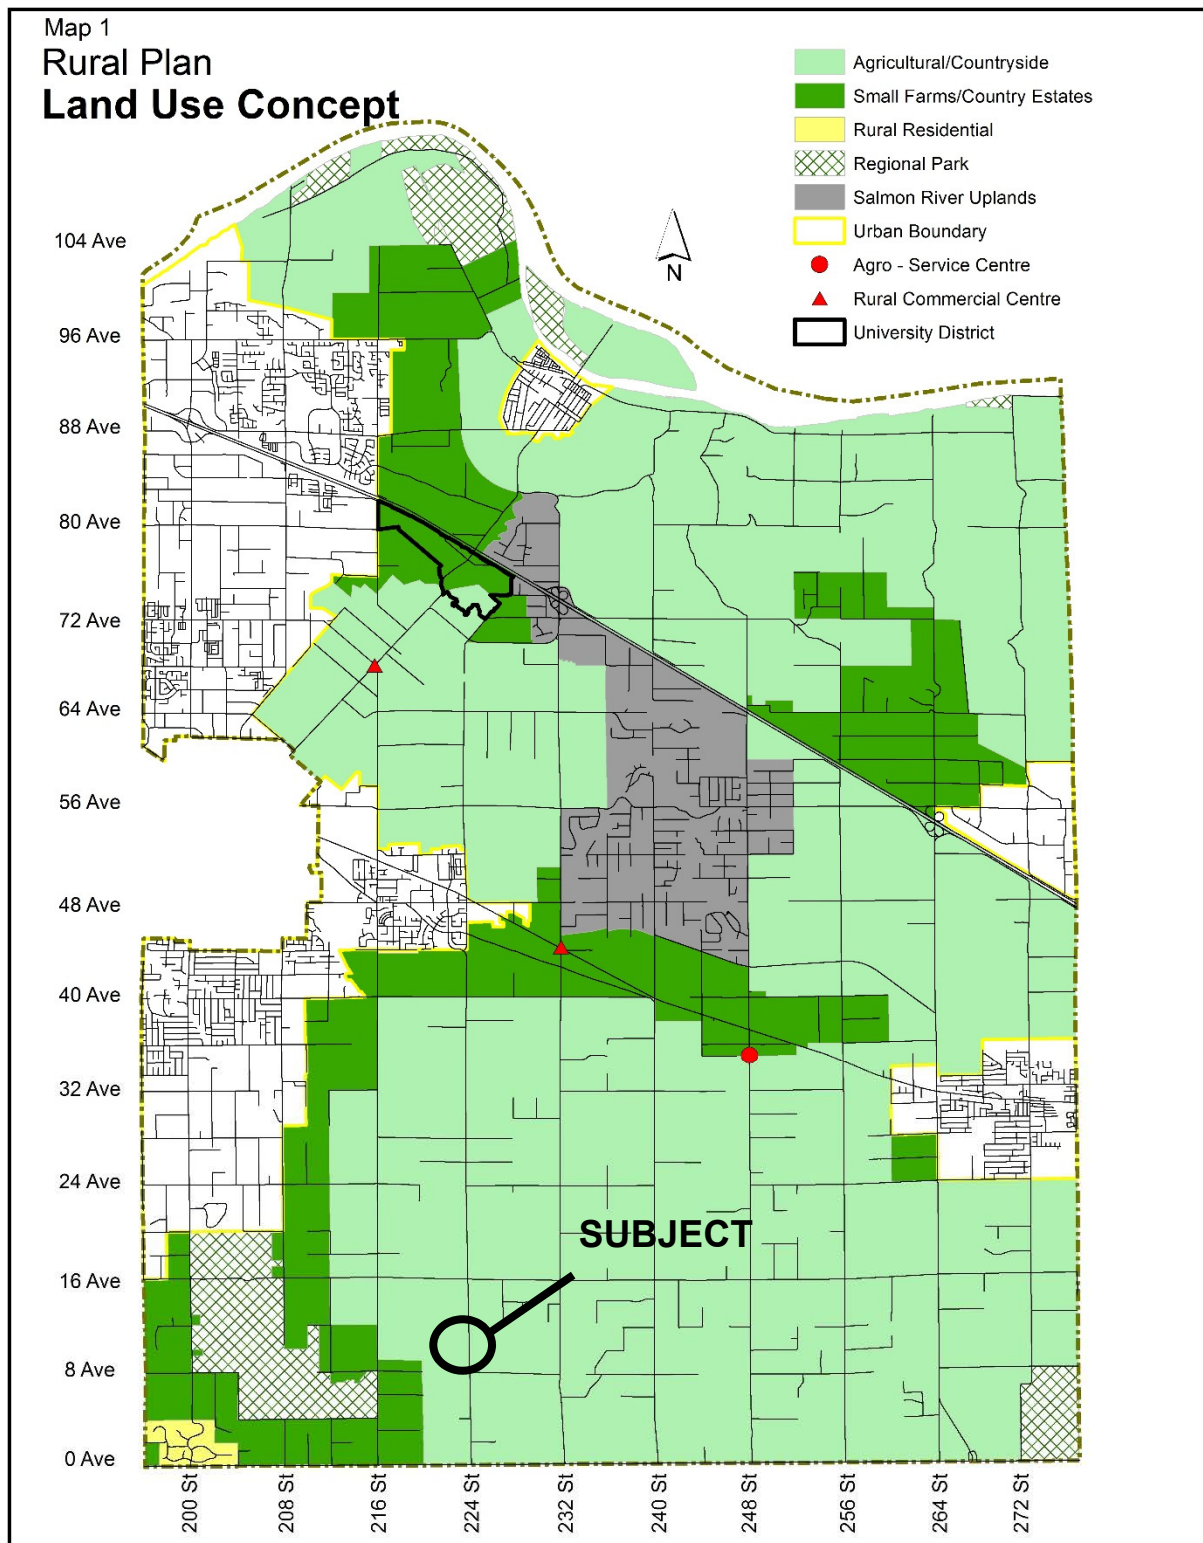 Map 1
Rural Plan
Land Use Concept
Agricultural/Countryside
Small Farms/Country Estates
Rural Residential
Regional Park
Salmon River Uplands
Urban Boundary
Agro - Service Centre
Rural Commercial Centre
University District
N
104 Ave
96 Ave
88 Ave
80 Ave
72 Ave
64 Ave
56 Ave
48 Ave
40 Ave
32 Ave
24 Ave
SUBJECT
16 Ave
8 Ave
0 Ave
200 St
208 St
216 St
224 St
232 St
240 St
248 St
256 St
264 St
272 St